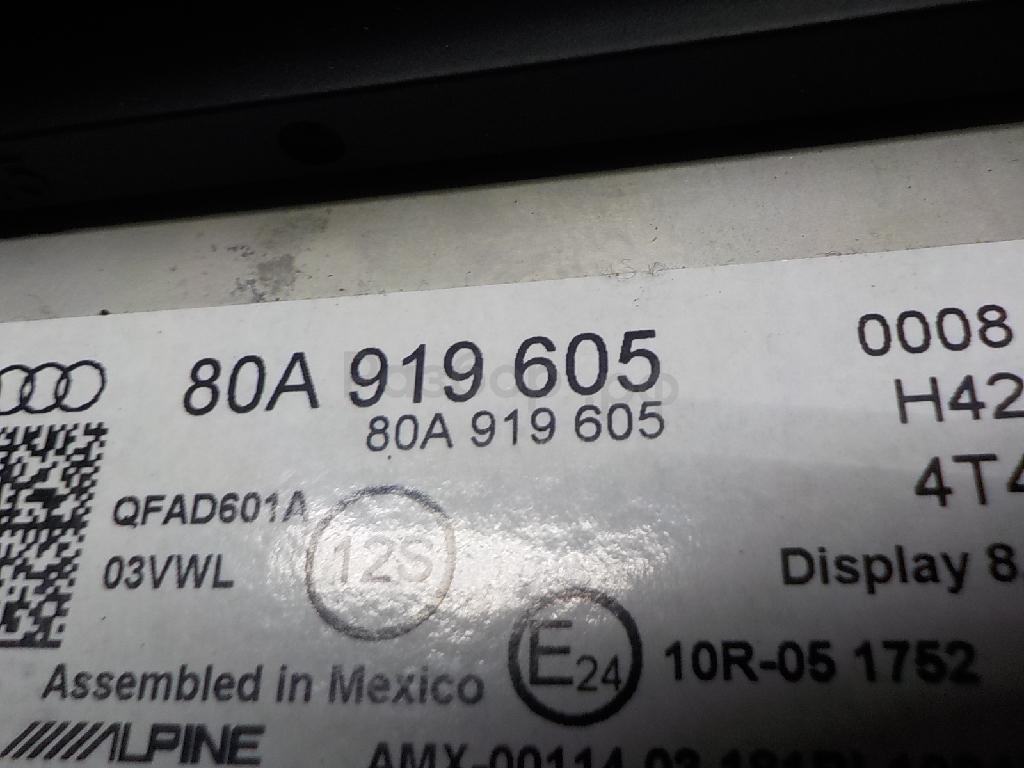 80A 919 605 0008
80A 919 605 H42
4T4
QFAD601A
03VWL 12S
Display 8.
E24 10R-05 1752
Assembled in Mexico
ALPINE